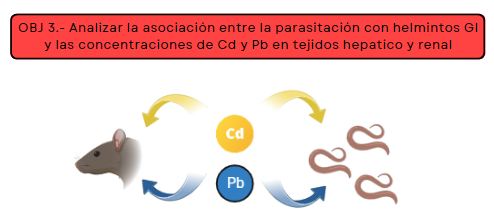 OBJ 3.- Analizar la asociación entre la parasitación con helmintos GI
y las concentraciones de Cd y Pb en tejidos hepatico y renal
Cd
Pb